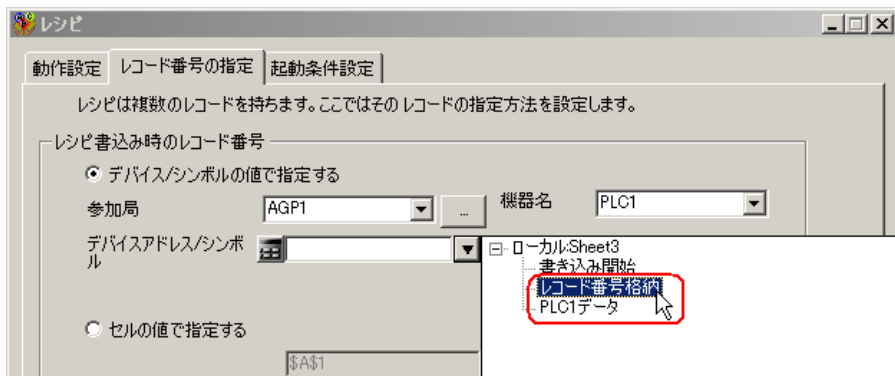 レシピ
動作設定 レコード番号の指定 起動条件設定
レシピは複数のレコードを持ちます。ここではそのレコードの指定方法を設定します。
レシピ書込み時のレコード番号
デバイス/シンボルの値で指定する
参加局 AGP1 ... 機器名 PLC1
デバイスアドレス/シンボ
ル
ローカル:Sheet3
書き込み開始
レコード番号格納
PLC1データ
セルの値で指定する
$A$1